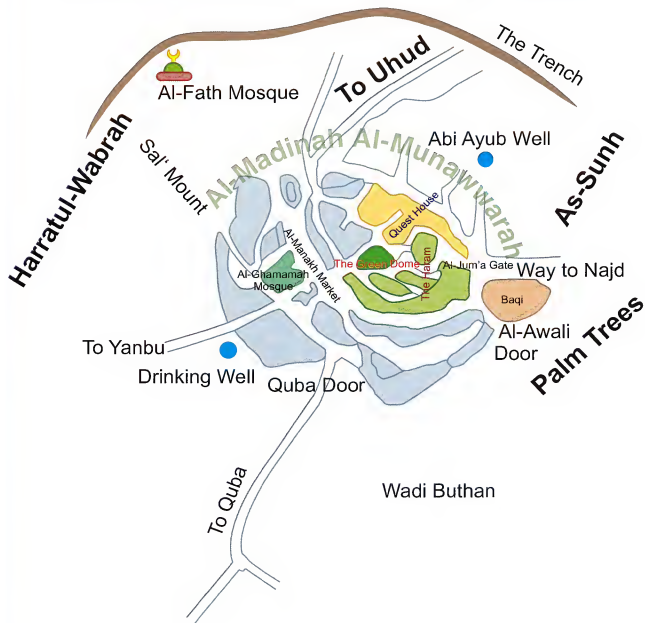 The Trench
To Uhud
Al-Fath Mosque
Harratul-Wabrah
Sal' Mount
Al-Madinah Al-Munawwarah
Abi Ayub Well
As-Sunh
Quest House
Al-Manakh Market
The Green Dome
The Haram
Al-Jum'a Gate
Way to Najd
Al-Ghamamah
Mosque
Baqi
Al-Awali
Door
Palm Trees
To Yanbu
Drinking Well
Quba Door
To Quba
Wadi Buthan